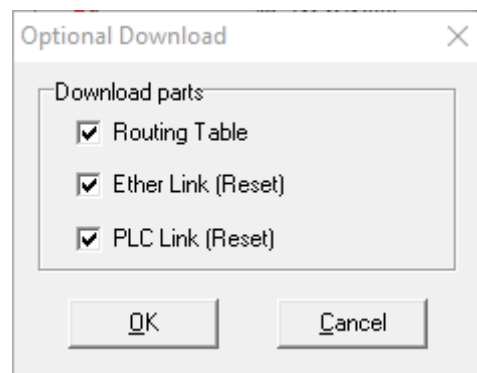 Optional Download
Download parts
Routing Table
Ether Link (Reset)
PLC Link (Reset)
OK
Cancel